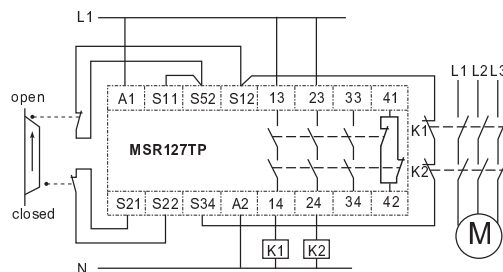 L1
L1 L2 L3
open
A1 S11 S52 S12 13 23 33 41
K1
MSR127TP
K2
closed
S21 S22 S34 A2 14 24 34 42
K1 K2
M
N